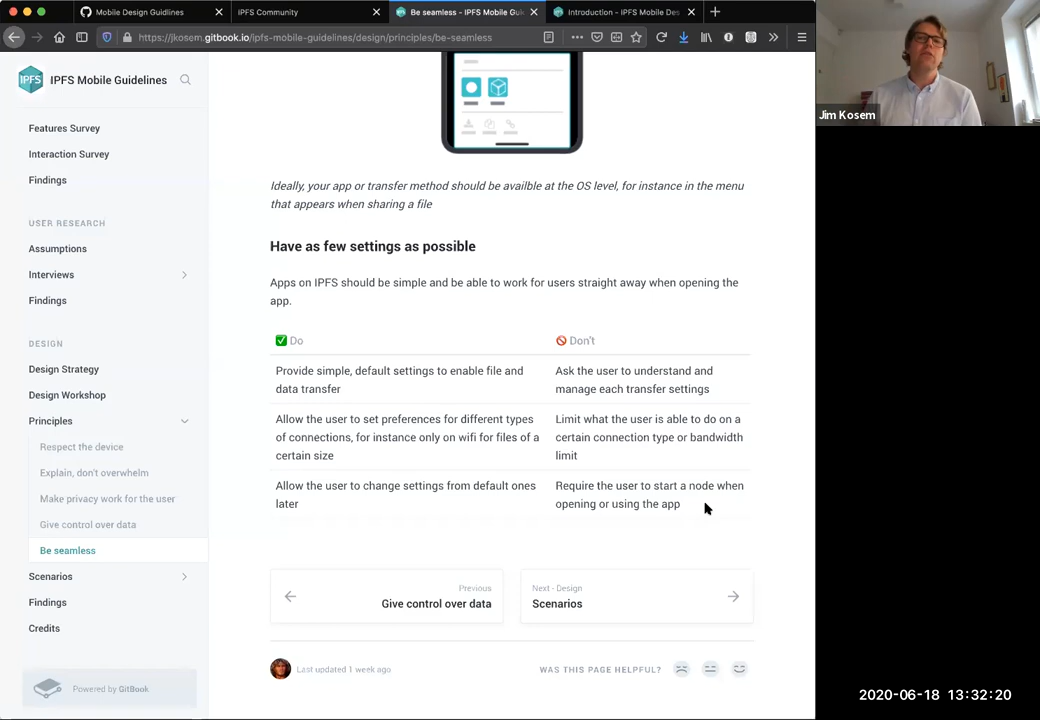 Mobile Design Guidlines
IPFS Community
Be seamless - IPFS Mobile Gui
Introduction - IPFS Mobile Des
https://jkosem.gitbook.io/ipfs-mobile-guidelines/design/principles/be-seamless
Jim Kosem
IPFS
IPFS Mobile Guidelines
Features Survey
Interaction Survey
Findings
USER RESEARCH
Assumptions
Interviews
Findings
DESIGN
Design Strategy
Design Workshop
Principles
Respect the device
Explain, don't overwhelm
Make privacy work for the user
Give control over data
Be seamless
Scenarios
Findings
Credits
Powered by GitBook
Ideally, your app or transfer method should be availble at the OS level, for instance in the menu
that appears when sharing a file
Have as few settings as possible
Apps on IPFS should be simple and be able to work for users straight away when opening the
app.
✅ Do
🚫 Don't
Provide simple, default settings to enable file and
data transfer
Ask the user to understand and
manage each transfer settings
Allow the user to set preferences for different types
of connections, for instance only on wifi for files of a
certain size
Limit what the user is able to do on a
certain connection type or bandwidth
limit
Allow the user to change settings from default ones
later
Require the user to start a node when
opening or using the app
Previous
Give control over data
Next - Design
Scenarios
Last updated 1 week ago
WAS THIS PAGE HELPFUL?
2020-06-18 13:32:20